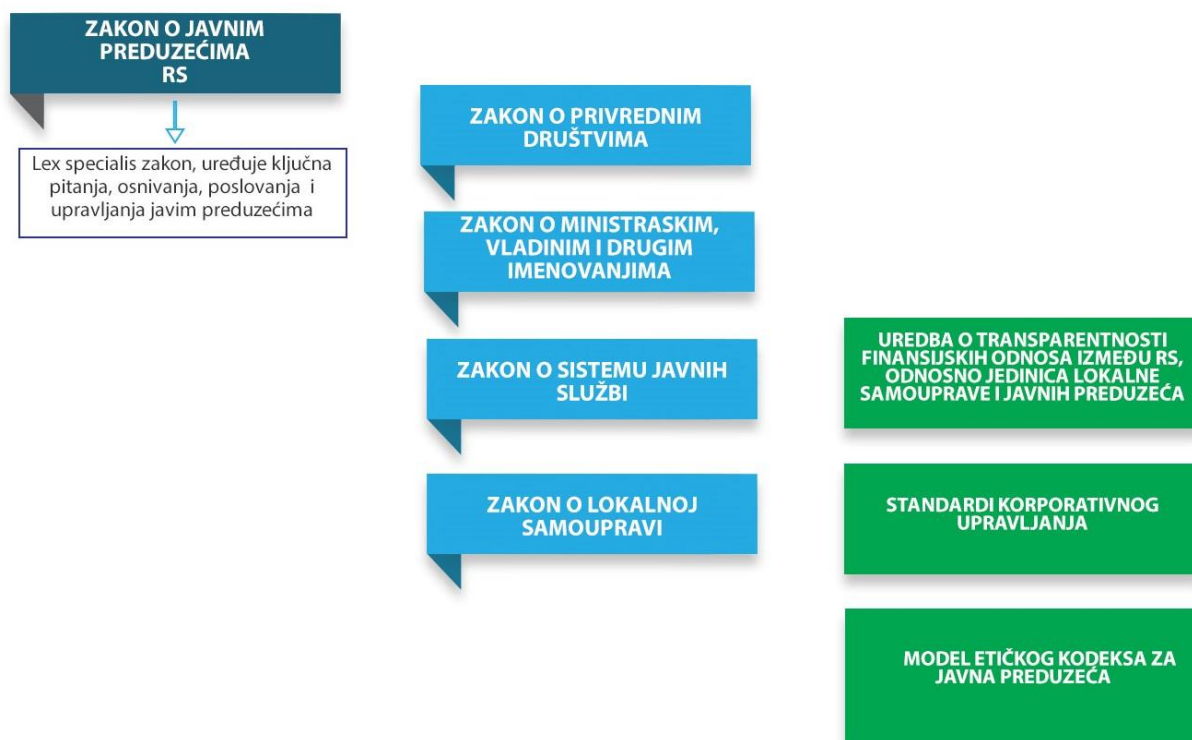 ZAKON O JAVNIM
PREDUZEĆIMA
RS
Lex specialis zakon, uređuje ključna
pitanja, osnivanja, poslovanja i
upravljanja javim preduzećima
ZAKON O PRIVREDNIM
DRUŠTVIMA
ZAKON O MINISTRASKIM,
VLADINIM I DRUGIM
IMENOVANJIMA
ZAKON O SISTEMU JAVNIH
SLUŽBI
ZAKON O LOKALNOJ
SAMOUPRAVI
UREDBA O TRANSPARENTNOSTI
FINANSIJSKIH ODNOSA IZMEĐU RS,
ODNOSNO JEDINICA LOKALNE
SAMOUPRAVE I JAVNIH PREDUZEĆA
STANDARDI KORPORATIVNOG
UPRAVLJANJA
MODEL ETIČKOG KODEKSA ZA
JAVNA PREDUZEĆA